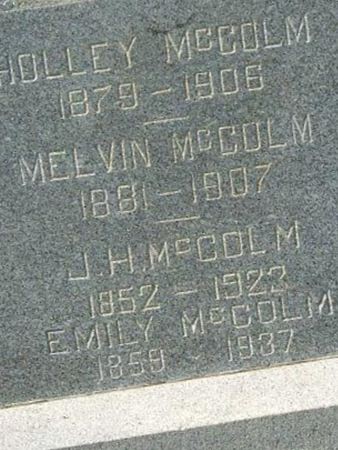 HOLLEY McCOLM
1879 - 1906
MELVIN McCOLM
1881 - 1907
J.H. McCOLM
1852 - 1923
EMILY McCOLM
1859 - 1937